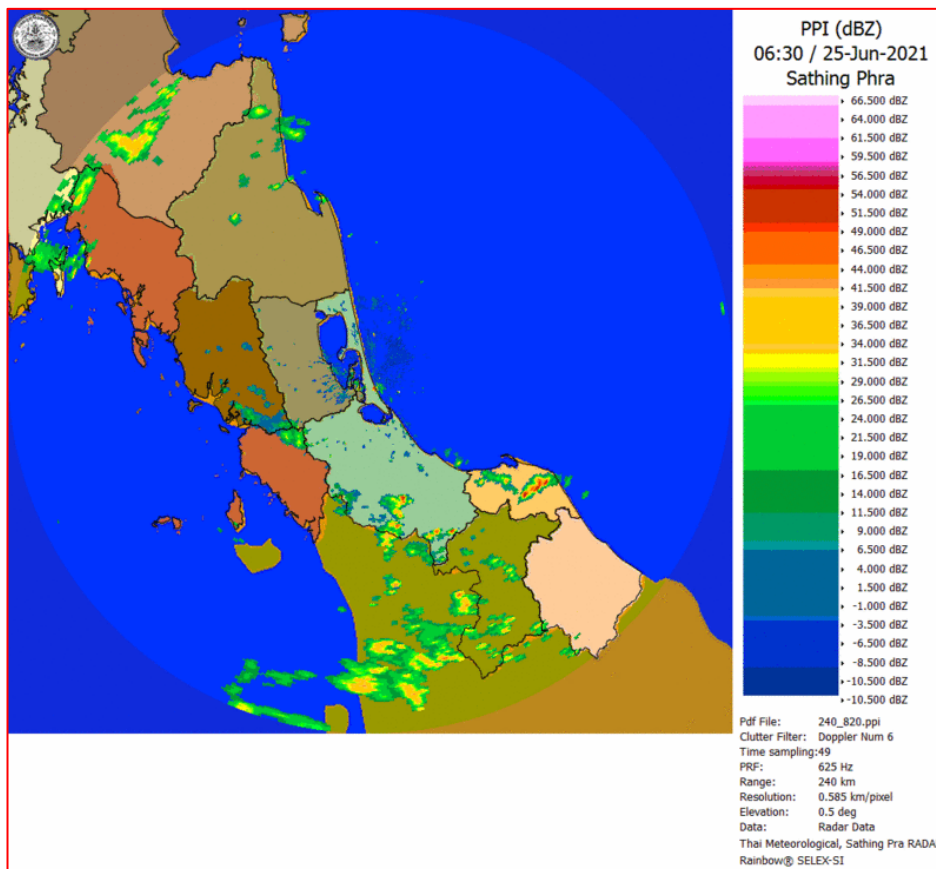 PPI (dBZ)
06:30 / 25-Jun-2021
Sathing Phra
66.500 dBZ
64.000 dBZ
61.500 dBZ
59.500 dBZ
56.500 dBZ
54.000 dBZ
51.500 dBZ
49.000 dBZ
46.500 dBZ
44.000 dBZ
41.500 dBZ
39.000 dBZ
36.500 dBZ
34.000 dBZ
31.500 dBZ
29.000 dBZ
26.500 dBZ
24.000 dBZ
21.500 dBZ
19.000 dBZ
16.500 dBZ
14.000 dBZ
11.500 dBZ
9.000 dBZ
6.500 dBZ
4.000 dBZ
1.500 dBZ
-1.000 dBZ
-3.500 dBZ
-6.500 dBZ
-8.500 dBZ
-10.500 dBZ
-10.500 dBZ
Pdf File: 240_820.ppi
Clutter Filter: Doppler Num 6
Time sampling:49
PRF: 625 Hz
Range: 240 km
Resolution: 0.585 km/pixel
Elevation: 0.5 deg
Data: Radar Data
Thai Meteorological, Sathing Pra RADA
Rainbow® SELEX-SI